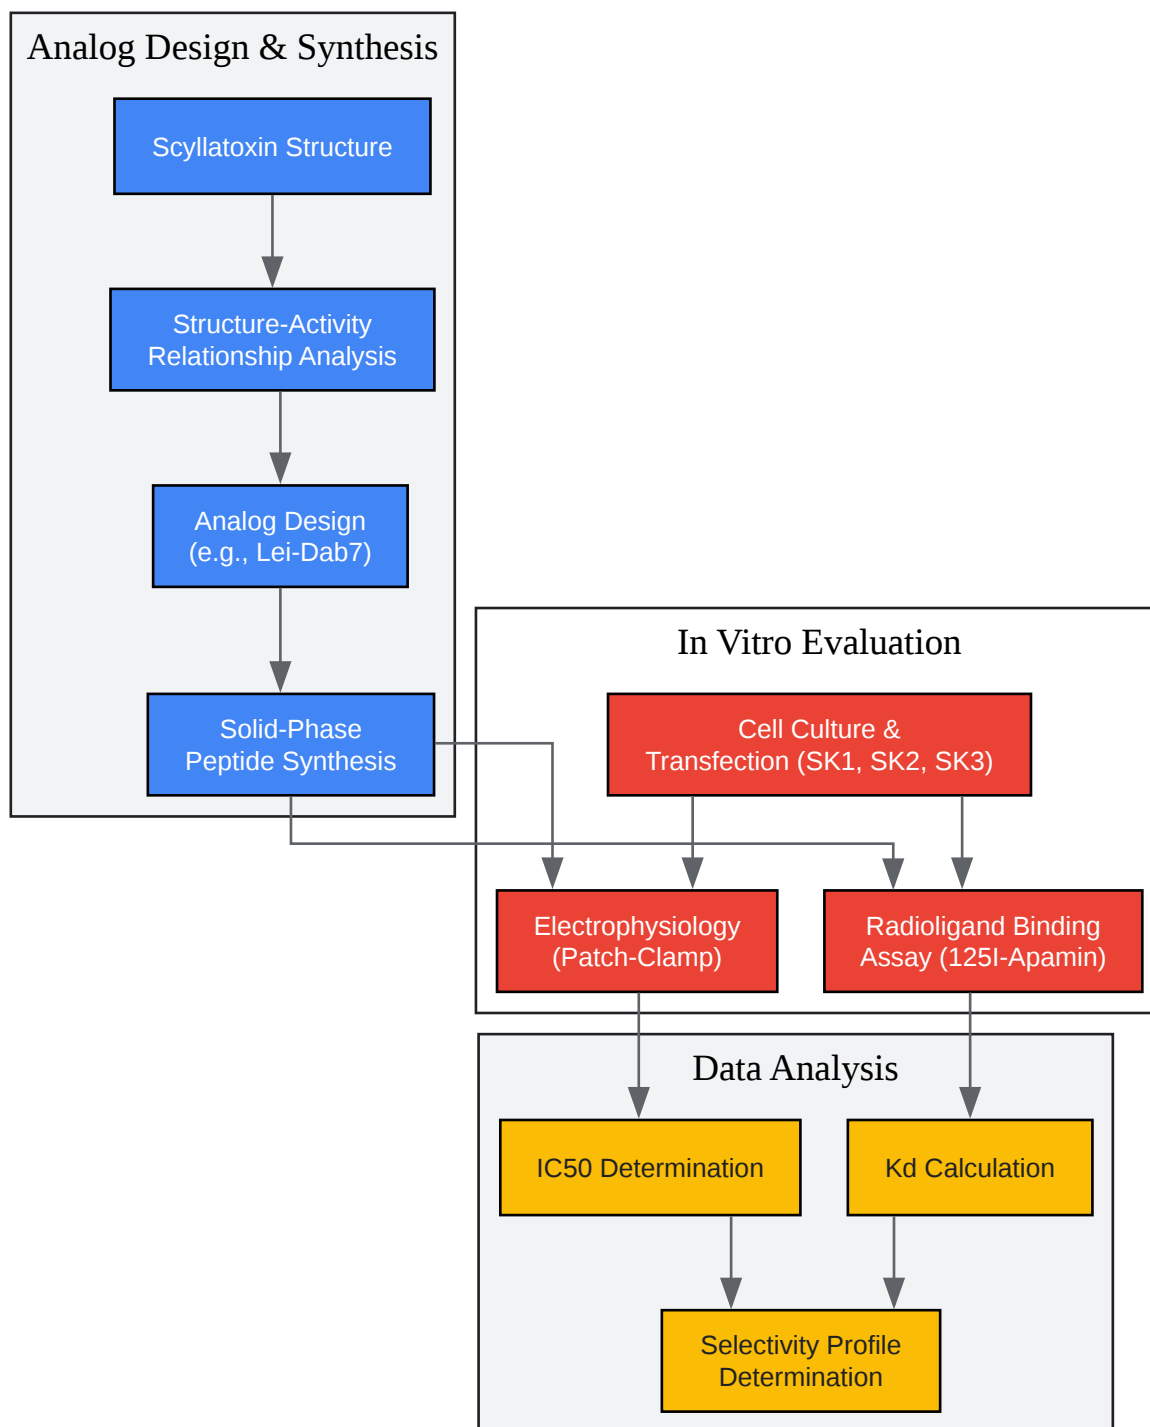 Analog Design & Synthesis
Scyllatoxin Structure
Structure-Activity
Relationship Analysis
Analog Design
(e.g., Lei-Dab7)
Solid-Phase
Peptide Synthesis
In Vitro Evaluation
Cell Culture &
Transfection (SK1, SK2, SK3)
Electrophysiology
(Patch-Clamp)
Radioligand Binding
Assay (125I-Apamin)
Data Analysis
IC50 Determination
Kd Calculation
Selectivity Profile
Determination